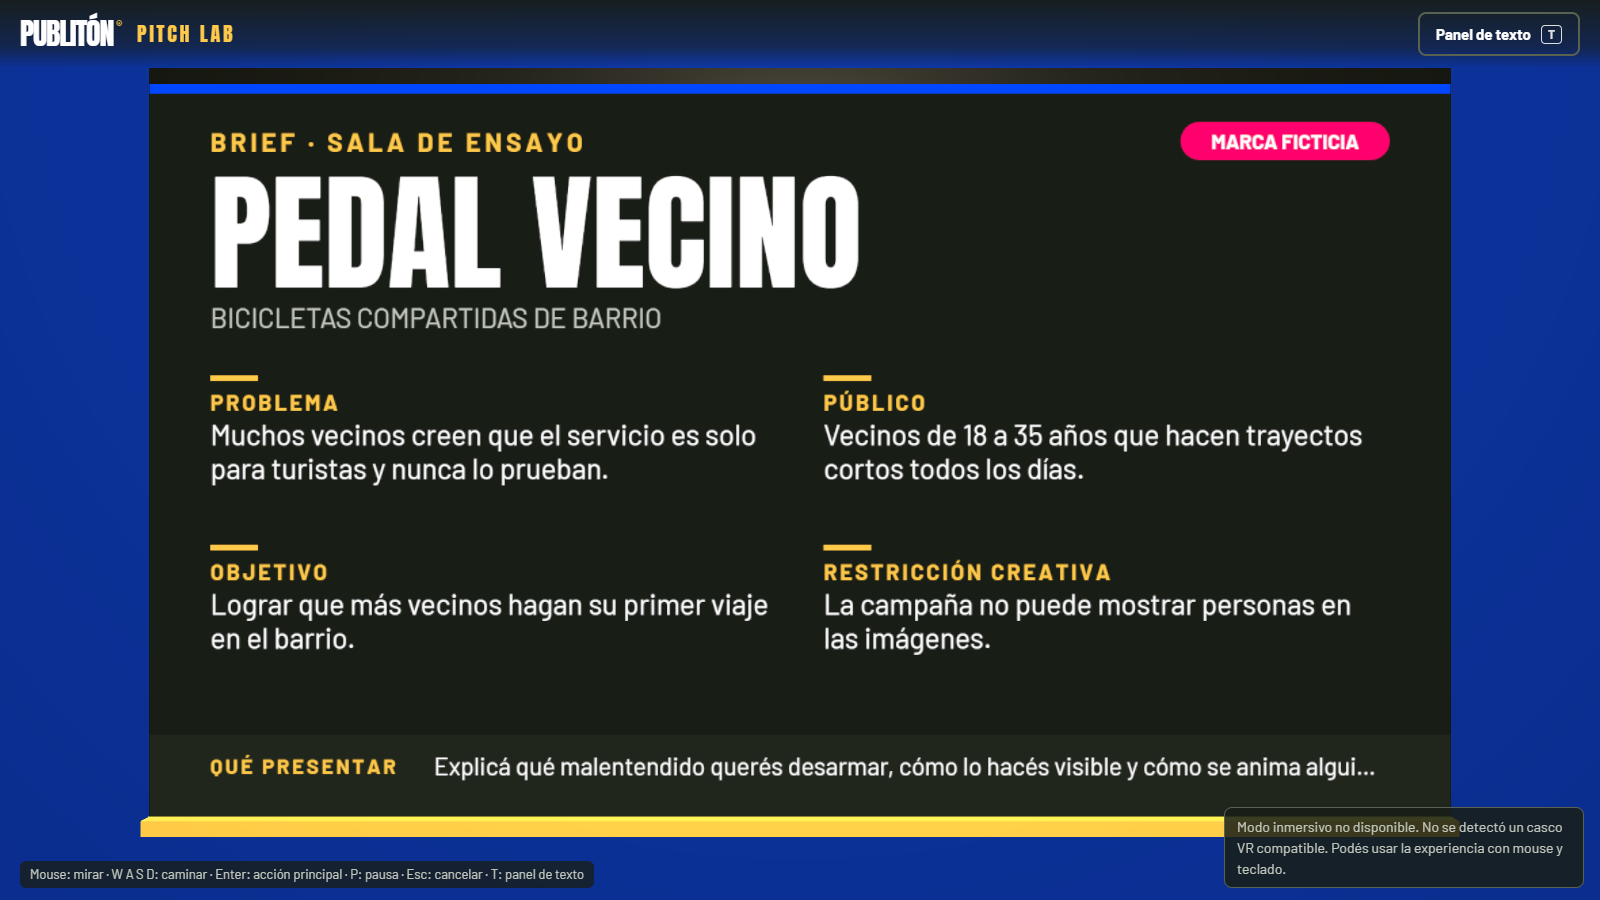 PUBLITÓN® PITCH LAB
Panel de texto T
BRIEF · SALA DE ENSAYO
MARCA FICTICIA
PEDAL VECINO
BICICLETAS COMPARTIDAS DE BARRIO
PROBLEMA
Muchos vecinos creen que el servicio es solo
para turistas y nunca lo prueban.
PÚBLICO
Vecinos de 18 a 35 años que hacen trayectos
cortos todos los días.
OBJETIVO
Lograr que más vecinos hagan su primer viaje
en el barrio.
RESTRICCIÓN CREATIVA
La campaña no puede mostrar personas en
las imágenes.
QUÉ PRESENTAR Explicá qué malentendido querés desarmar, cómo lo hacés visible y cómo se anima algui...
Modo inmersivo no disponible. No se detectó un casco
VR compatible. Podés usar la experiencia con mouse y
teclado.
Mouse: mirar · W A S D: caminar · Enter: acción principal · P: pausa · Esc: cancelar · T: panel de texto